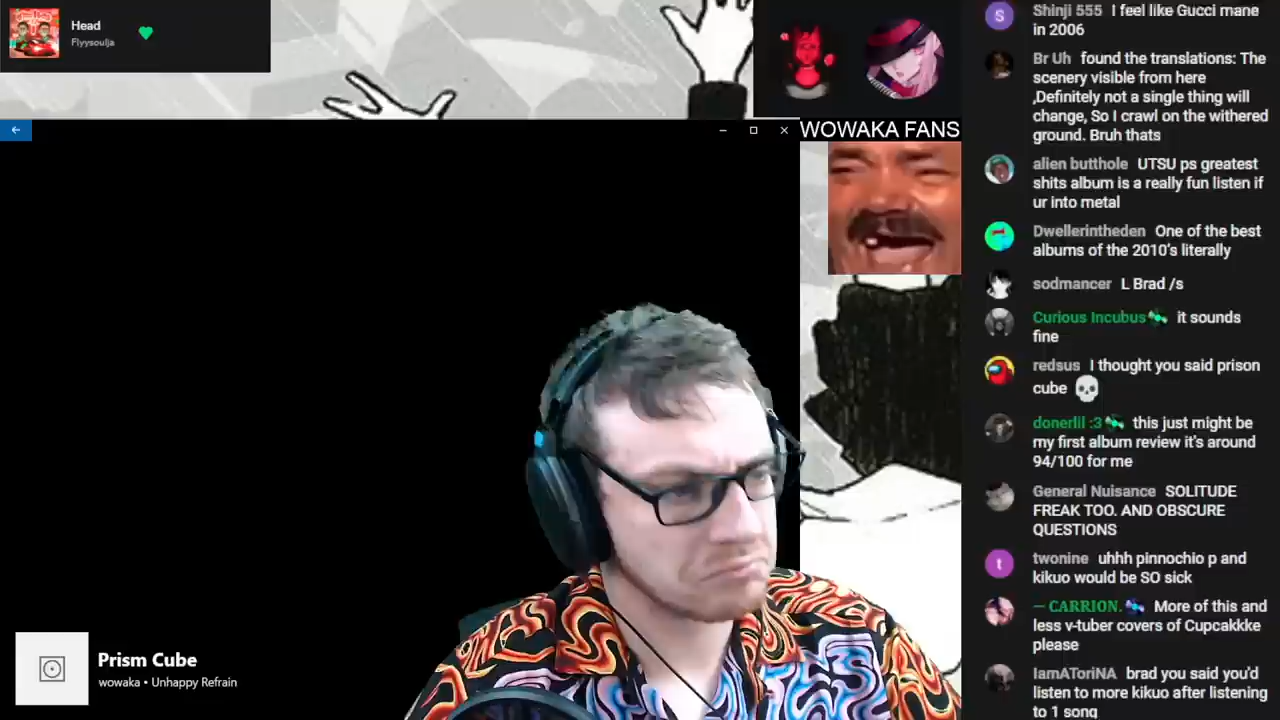 Head
Flyysoulja
WOWAKA FANS
Prism Cube
wowaka • Unhappy Refrain
Shinji 555 I feel like Gucci mane
in 2006
Br Uh found the translations: The
scenery visible from here
,Definitely not a single thing will
change, So I crawl on the withered
ground. Bruh thats
alien butthole UTSU ps greatest
shits album is a really fun listen if
ur into metal
Dwellerintheden One of the best
albums of the 2010's literally
sodmancer L Brad /s
Curious Incubus it sounds
fine
redsus I thought you said prison
cube
donerlil :3 this just might be
my first album review it's around
94/100 for me
General Nuisance SOLITUDE
FREAK TOO. AND OBSCURE
QUESTIONS
twonine uhhh pinnochio p and
kikuo would be SO sick
— CARRION. More of this and
less v-tuber covers of Cupcakkke
please
IamAToriNA brad you said you'd
listen to more kikuo after listening
to 1 song